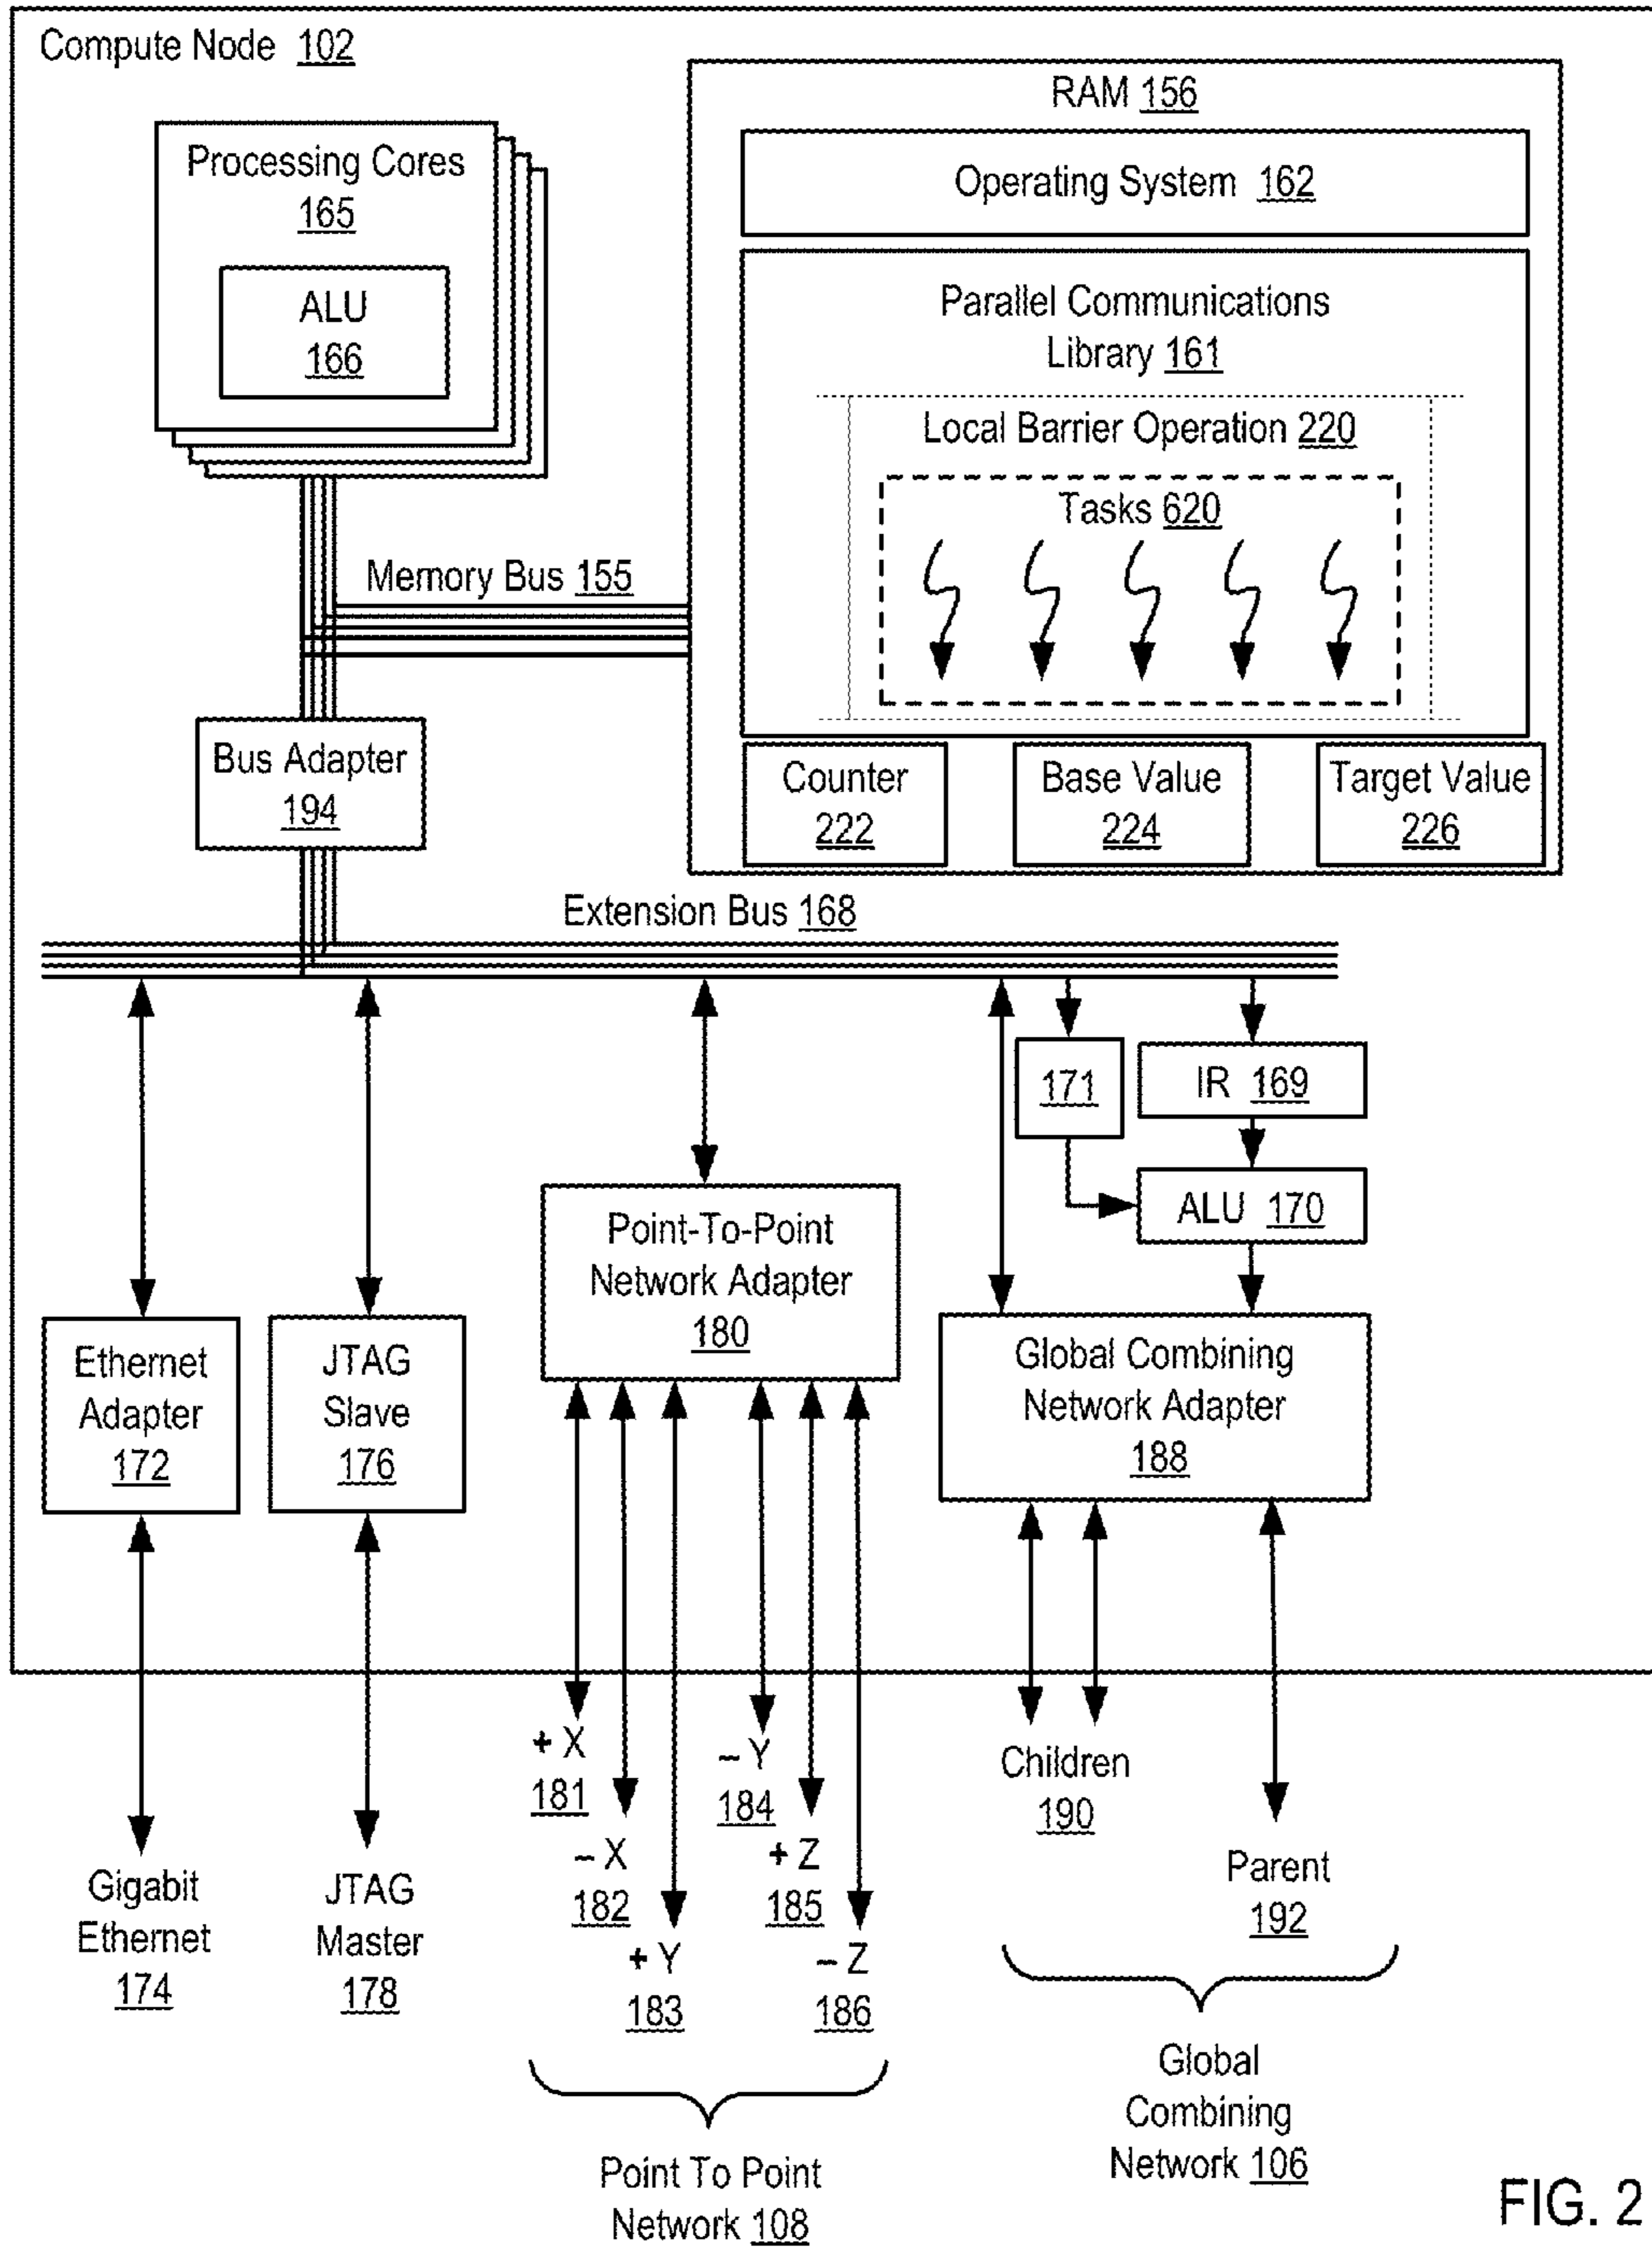 Compute Node 102
Processing Cores
165
ALU
166
RAM 156
Operating System 162
Parallel Communications
Library 161
Local Barrier Operation 220
Tasks 620
Memory Bus 155
Bus Adapter
194
Counter
222
Base Value
224
Target Value
226
Extension Bus 168
171
IR 169
ALU 170
Point-To-Point
Network Adapter
180
Ethernet
Adapter
172
JTAG
Slave
176
Global Combining
Network Adapter
188
+ X
181
– X
182
+ Y
183
– Y
184
+ Z
185
– Z
186
Children
190
Parent
192
Gigabit
Ethernet
174
JTAG
Master
178
Point To Point
Network 108
Global
Combining
Network 106
FIG. 2